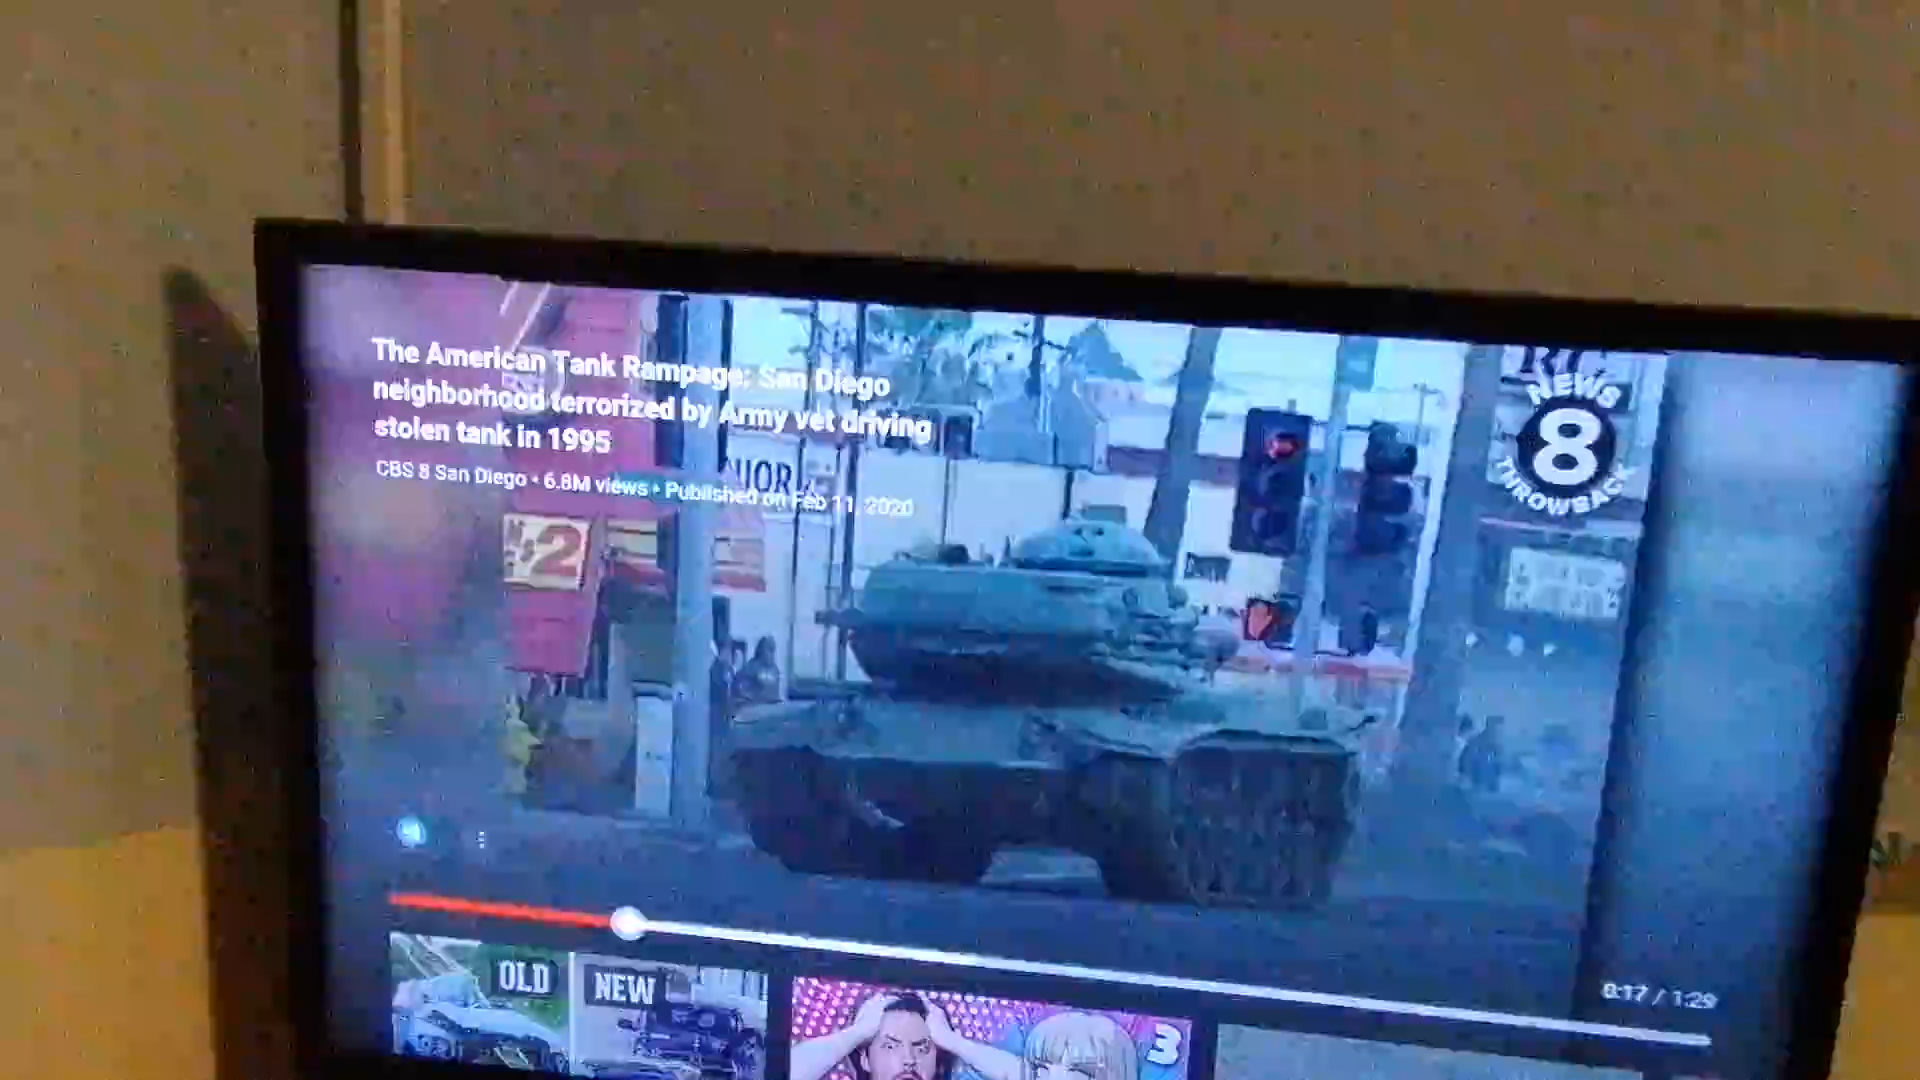 The American Tank Rampage: San Diego
neighborhood terrorized by Army vet driving
stolen tank in 1995
CBS 8 San Diego • 6.8M views • Published on Feb 11, 2020
NEWS
8
THROWBACK
2
0:17 / 1:29
OLD
NEW
3